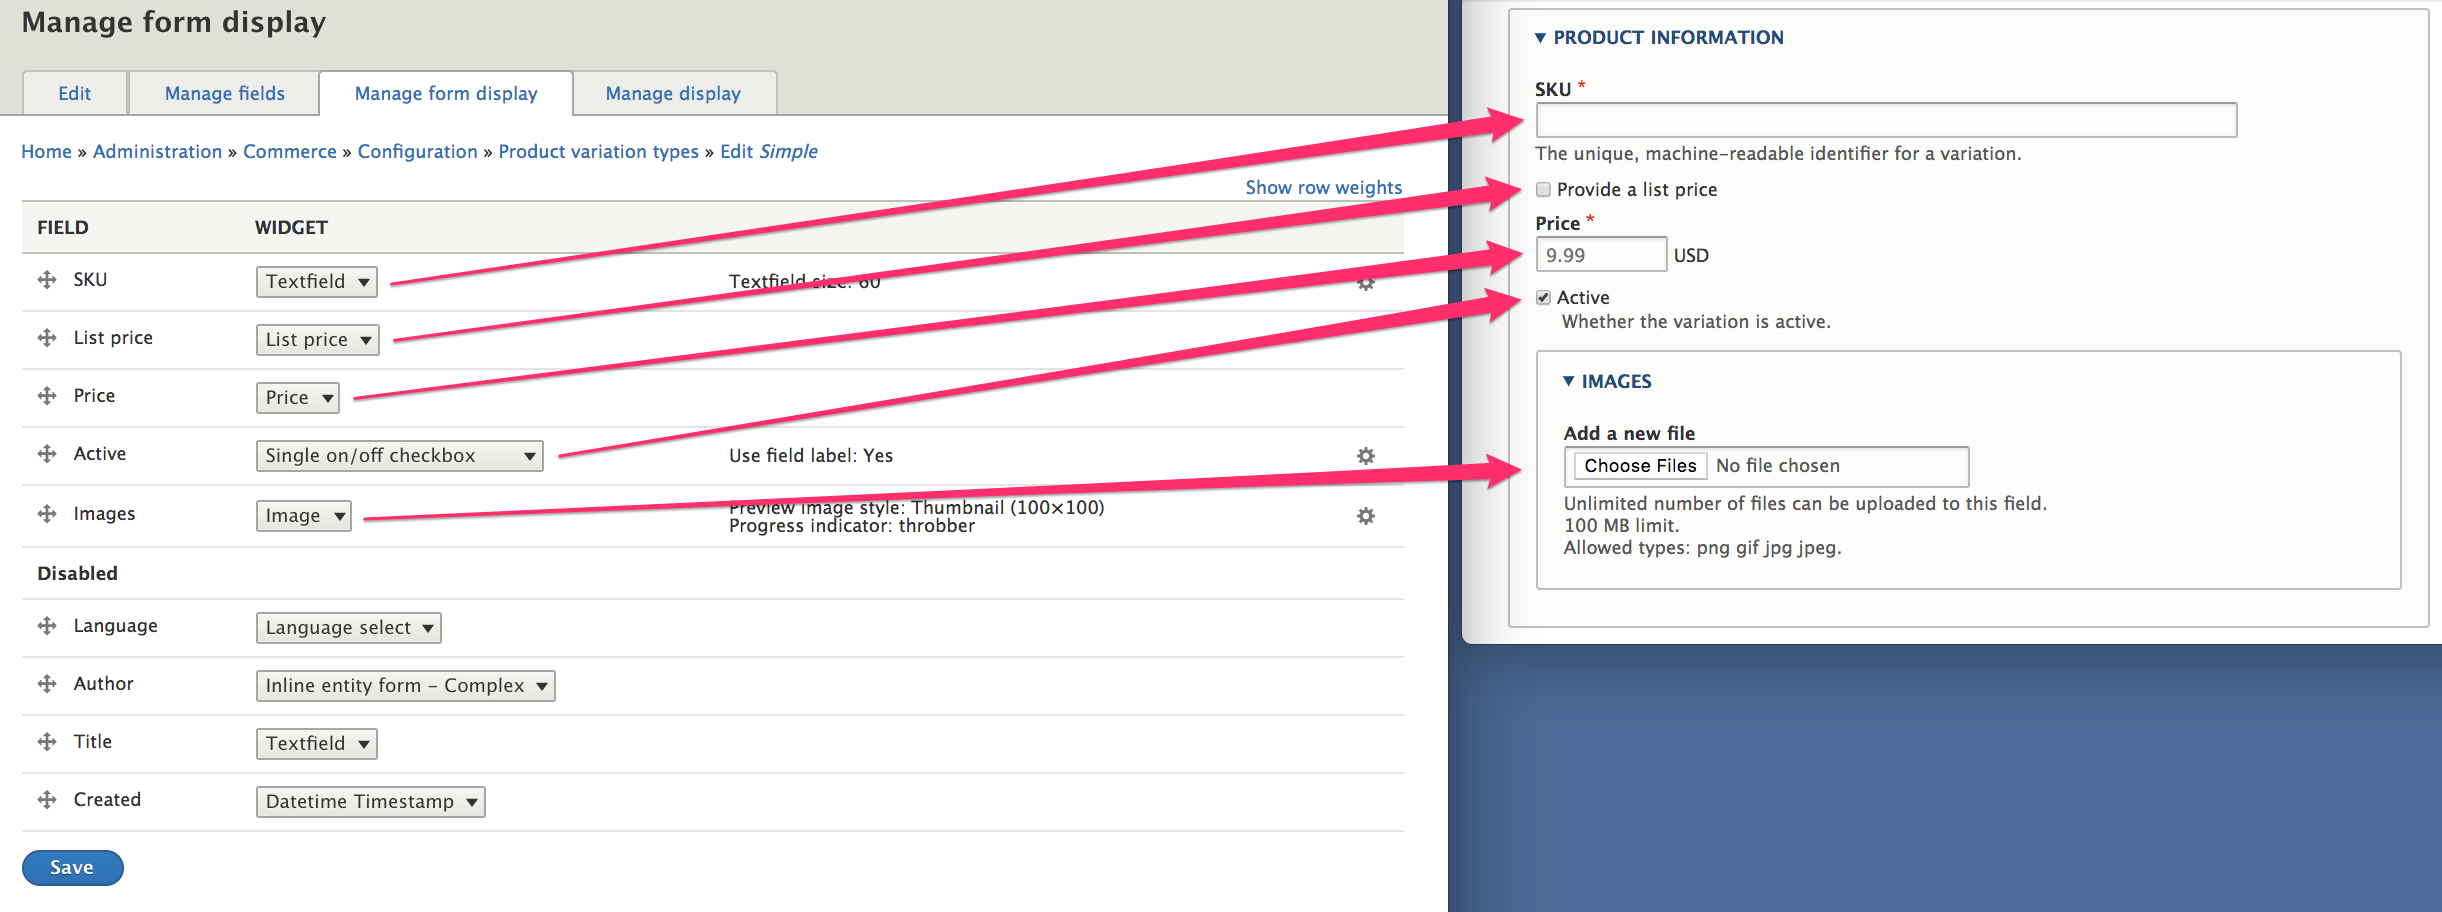 Manage form display
Edit
Manage fields
Manage form display
Manage display
Home » Administration » Commerce » Configuration » Product variation types » Edit Simple
Show row weights
FIELD WIDGET
SKU Textfield Textfield size: 60
List price List price
Price Price
Active Single on/off checkbox Use field label: Yes
Images Image Preview image style: Thumbnail (100×100)
Progress indicator: throbber
Disabled
Language Language select
Author Inline entity form – Complex
Title Textfield
Created Datetime Timestamp
Save
PRODUCT INFORMATION
SKU *
The unique, machine-readable identifier for a variation.
Provide a list price
Price *
9.99 USD
Active
Whether the variation is active.
IMAGES
Add a new file
Choose Files No file chosen
Unlimited number of files can be uploaded to this field.
100 MB limit.
Allowed types: png gif jpg jpeg.